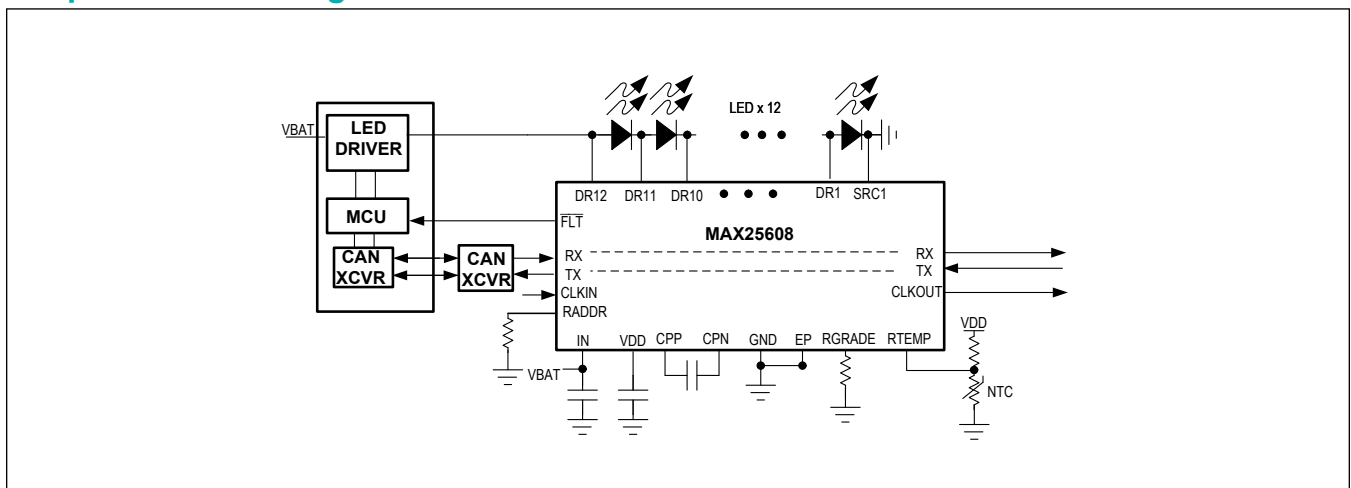 LED x 12
VBAT
LED
DRIVER
DR12
DR11
DR10
DR1
SRC1
MCU
FLT
MAX25608
CAN
XCVR
CAN
XCVR
RX
TX
CLKIN
RADDR
RX
TX
CLKOUT
IN
VDD
CPP
CPN
GND
EP
RGRADE
RTEMP
VDD
VBAT
NTC